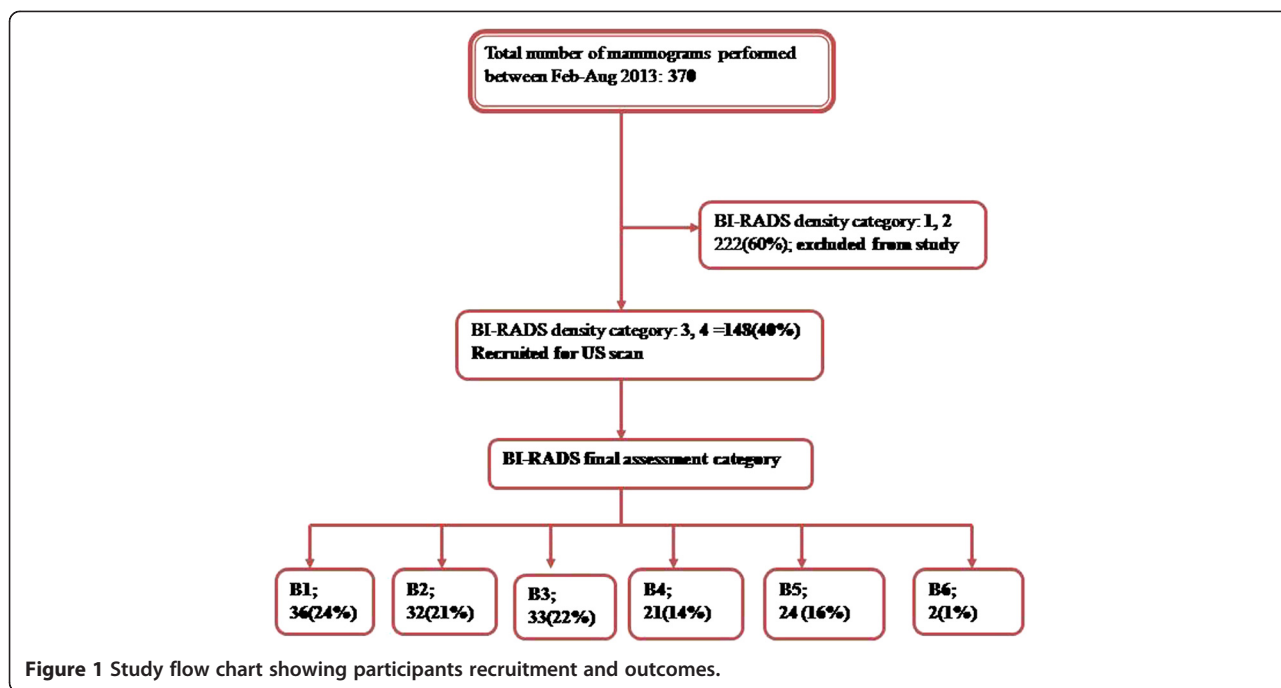 Total number of mammograms performed
between Feb-Aug 2013: 370
BI-RADS density category: 1, 2
222(60%); excluded from study
BI-RADS density category: 3, 4 =148(40%)
Recruited for US scan
BI-RADS final assessment category
B1;
36(24%)
B2;
32(21%)
B3;
33(22%)
B4;
21(14%)
B5;
24 (16%)
B6;
2(1%)
Figure 1 Study flow chart showing participants recruitment and outcomes.